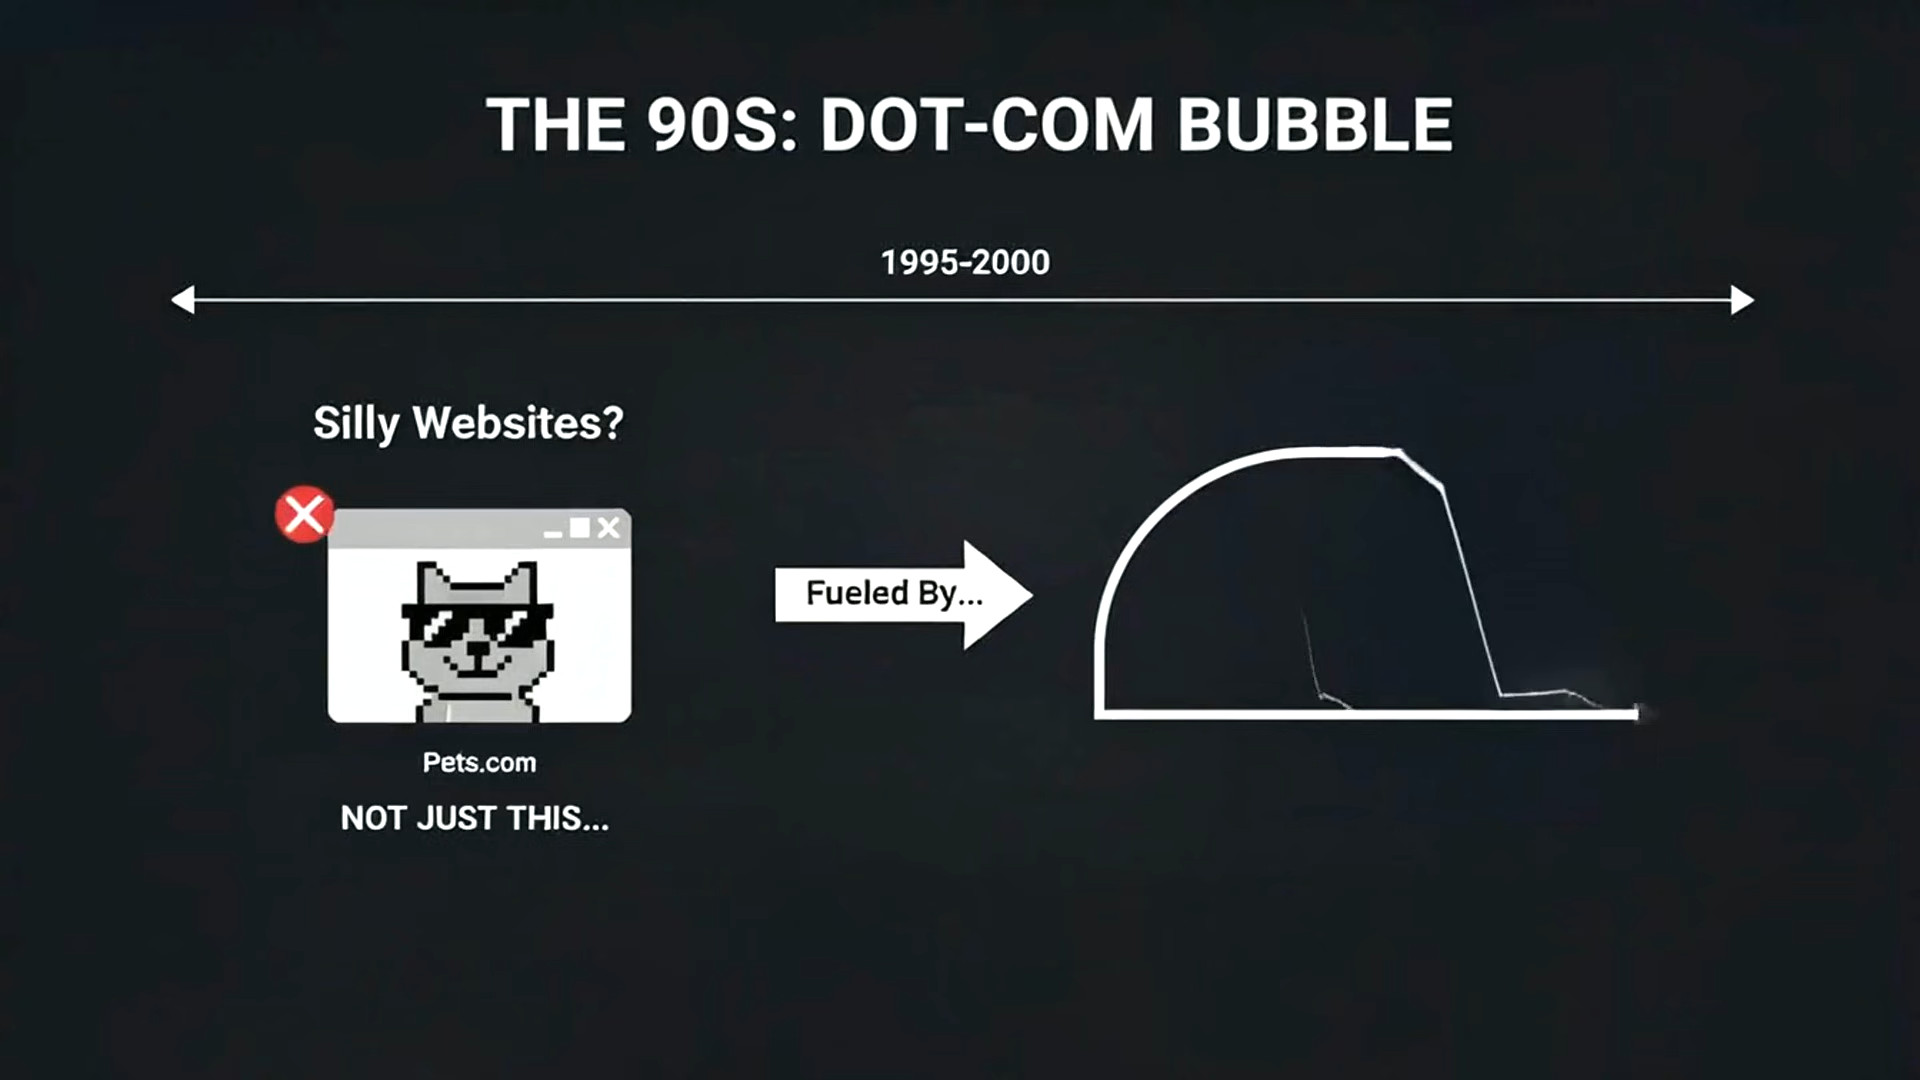 THE 90S: DOT-COM BUBBLE
1995-2000
Silly Websites?
Fueled By...
Pets.com
NOT JUST THIS...